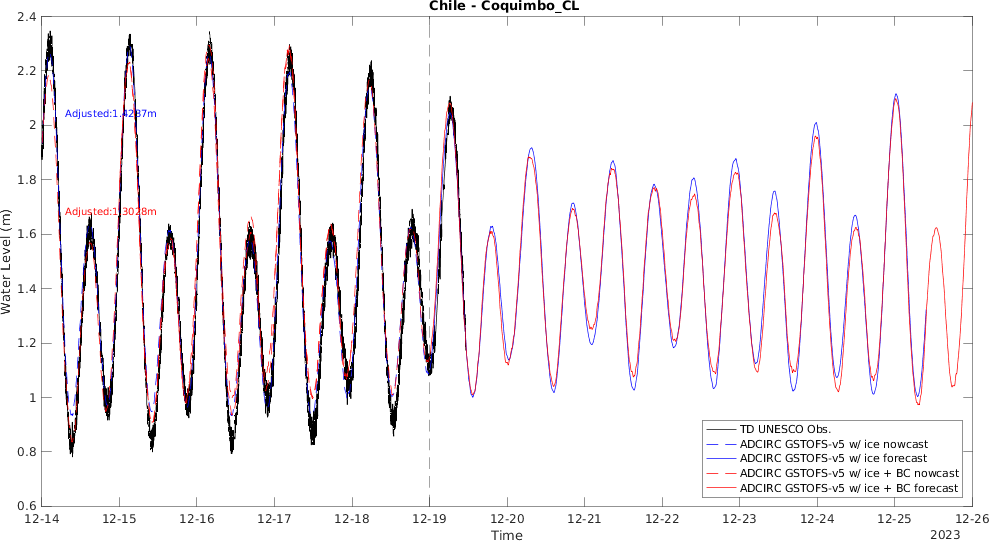 Chile - Coquimbo_CL
2.4
2.2
2
1.8
1.6
1.4
1.2
1
0.8
0.6
Water Level (m)
Adjusted:1.4287m
Adjusted:1.3028m
TD UNESCO Obs.
ADCIRC GSTOFS-v5 w/ ice nowcast
ADCIRC GSTOFS-v5 w/ ice forecast
ADCIRC GSTOFS-v5 w/ ice + BC nowcast
ADCIRC GSTOFS-v5 w/ ice + BC forecast
12-14 12-15 12-16 12-17 12-18 12-19 12-20 12-21 12-22 12-23 12-24 12-25 12-26
Time
2023